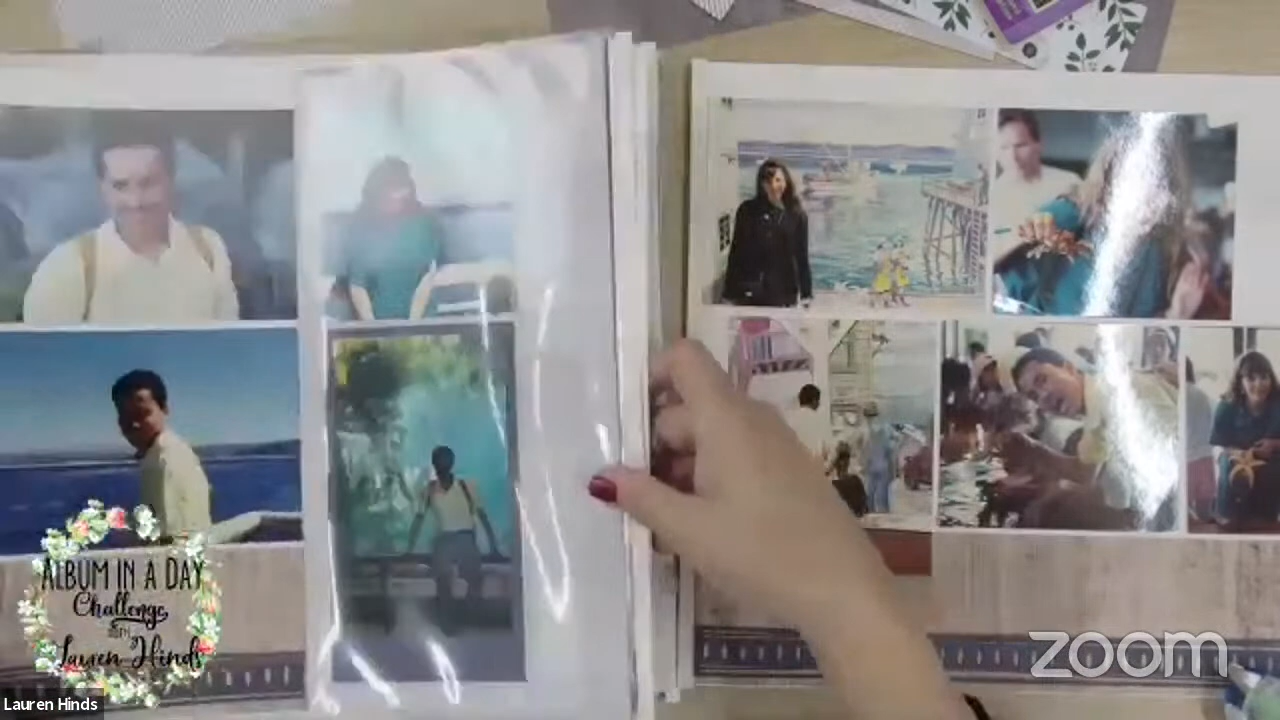 ALBUM IN A DAY
Challenge
with
Lauren Hinds
Lauren Hinds
zoom